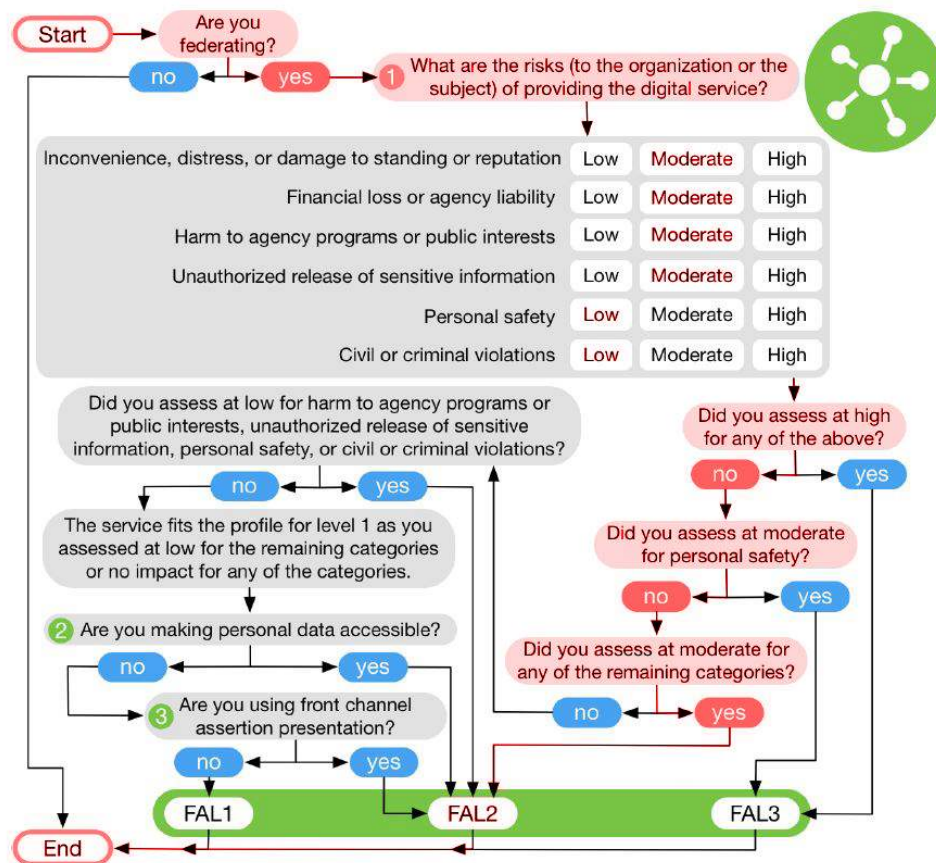 Start
Are you
federating?
no
yes
1 What are the risks (to the organization or the
subject) of providing the digital service?
Inconvenience, distress, or damage to standing or reputation Low Moderate High
Financial loss or agency liability Low Moderate High
Harm to agency programs or public interests Low Moderate High
Unauthorized release of sensitive information Low Moderate High
Personal safety Low Moderate High
Civil or criminal violations Low Moderate High
Did you assess at high
for any of the above?
no
yes
Did you assess at moderate
for personal safety?
no
yes
Did you assess at moderate for
any of the remaining categories?
no
yes
Did you assess at low for harm to agency programs or
public interests, unauthorized release of sensitive
information, personal safety, or civil or criminal violations?
no
yes
The service fits the profile for level 1 as you
assessed at low for the remaining categories
or no impact for any of the categories.
2 Are you making personal data accessible?
no
yes
3 Are you using front channel
assertion presentation?
no
yes
FAL1
FAL2
FAL3
End